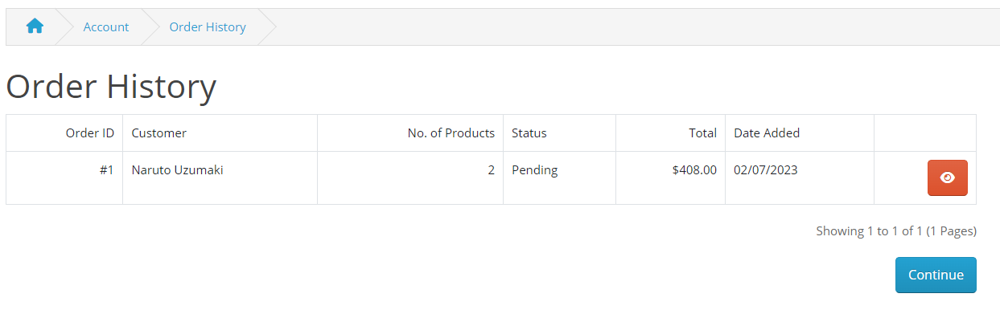 Account Order History
Order History
Order ID Customer No. of Products Status Total Date Added
#1 Naruto Uzumaki 2 Pending $408.00 02/07/2023
Showing 1 to 1 of 1 (1 Pages)
Continue